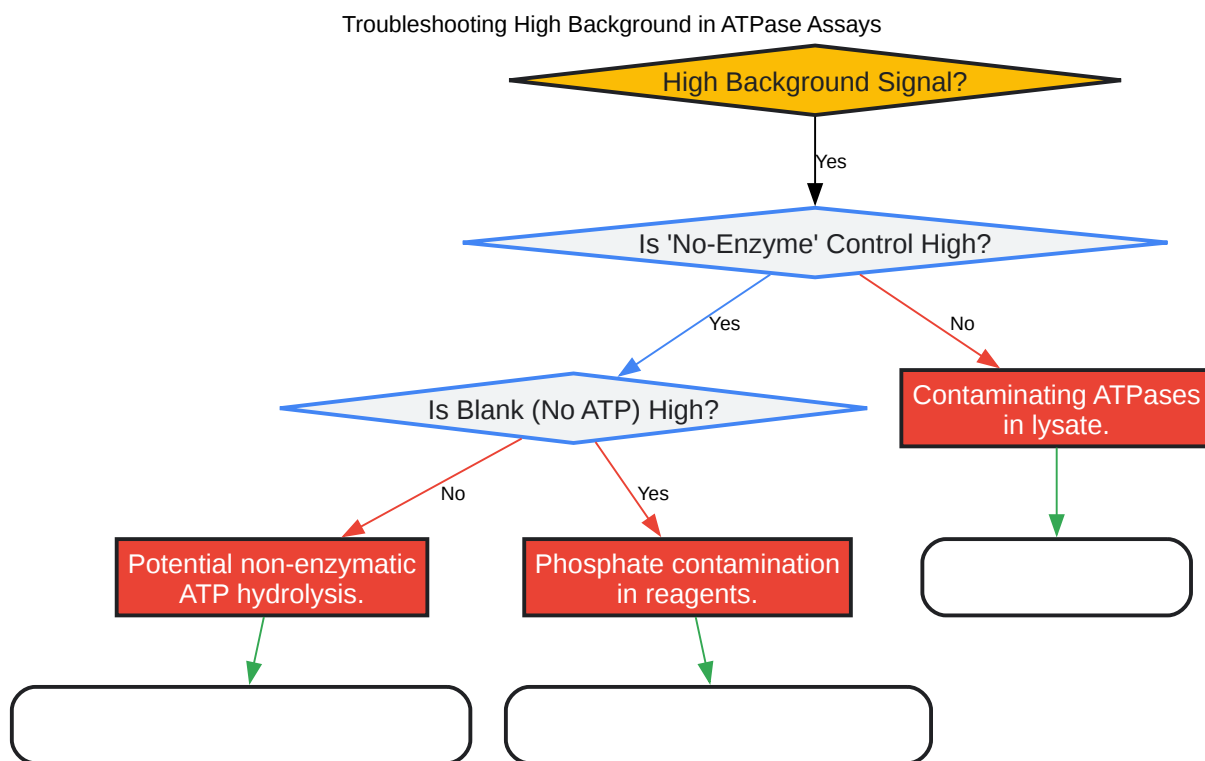 Troubleshooting High Background in ATPase Assays
High Background Signal?
Yes
Is 'No-Enzyme' Control High?
Yes
No
Is Blank (No ATP) High?
Contaminating ATPases
in lysate.
No
Yes
Potential non-enzymatic
ATP hydrolysis.
Phosphate contamination
in reagents.